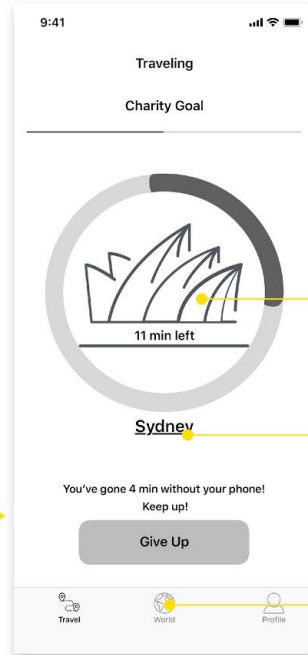 9:41
Traveling
Charity Goal
11 min left
Sydney
You've gone 4 min without your phone!
Keep up!
Give Up
Travel
World
Profile